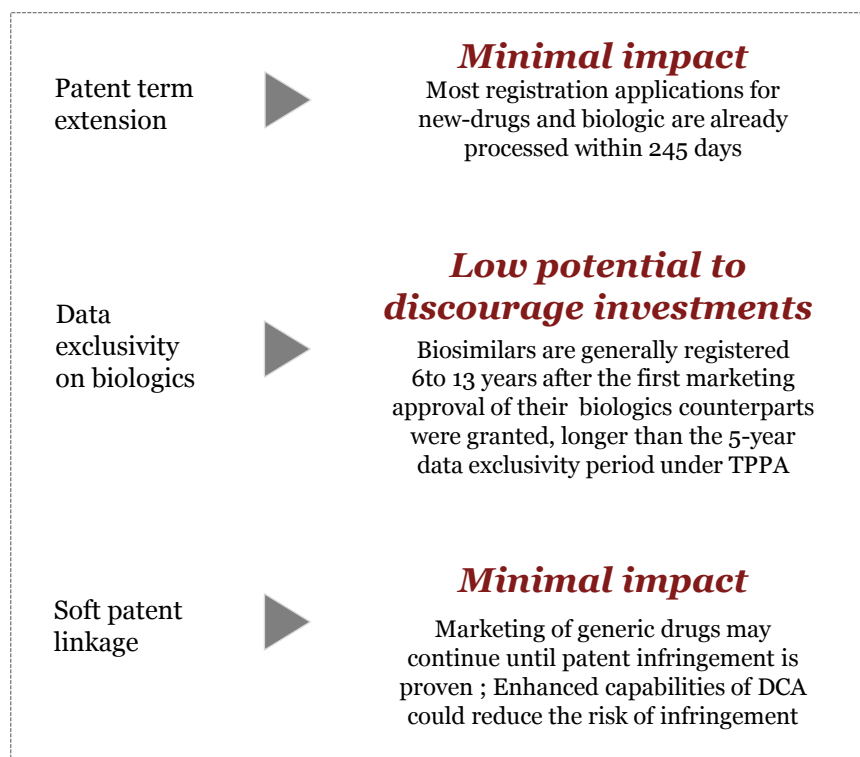 Patent term
extension
Minimal impact
Most registration applications for
new-drugs and biologic are already
processed within 245 days
Data
exclusivity
on biologics
Low potential to
discourage investments
Biosimilars are generally registered
6to 13 years after the first marketing
approval of their biologics counterparts
were granted, longer than the 5-year
data exclusivity period under TPPA
Soft patent
linkage
Minimal impact
Marketing of generic drugs may
continue until patent infringement is
proven ; Enhanced capabilities of DCA
could reduce the risk of infringement